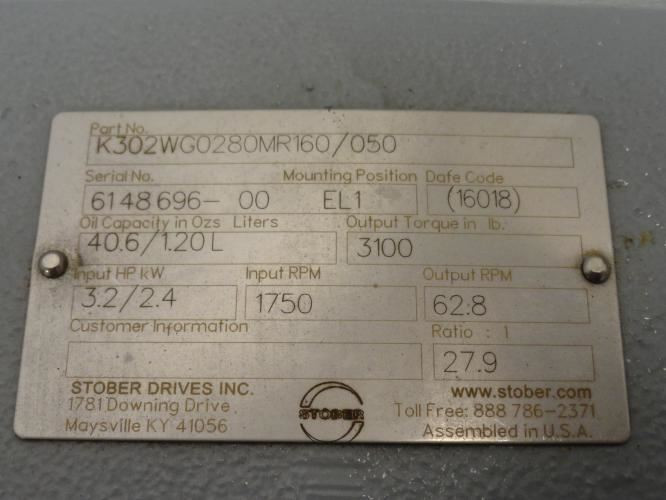 Part No.
K302WG0280MR160/050
Serial No. Mounting Position Date Code
6148696- 00 EL1 (16018)
Oil Capacity in Ozs Liters Output Torque in lb.
40.6/1.20 L 3100
Input HP kW Input RPM Output RPM
3.2/2.4 1750 62.8
Customer Information Ratio : 1
27.9
STOBER DRIVES INC. www.stober.com
1781 Downing Drive STOBER Toll Free: 888 786-2371
Maysville KY 41056 Assembled in U.S.A.